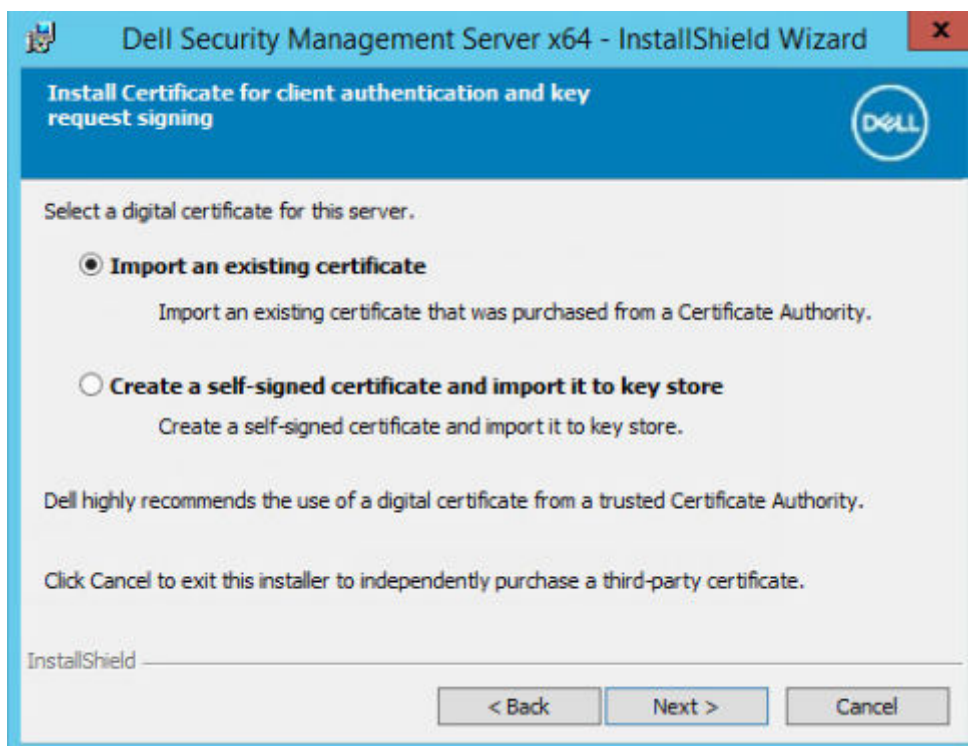 Dell Security Management Server x64 - InstallShield Wizard
x
Install Certificate for client authentication and key
request signing
DELL
Select a digital certificate for this server.
Import an existing certificate
Import an existing certificate that was purchased from a Certificate Authority.
Create a self-signed certificate and import it to key store
Create a self-signed certificate and import it to key store.
Dell highly recommends the use of a digital certificate from a trusted Certificate Authority.
Click Cancel to exit this installer to independently purchase a third-party certificate.
InstallShield
< Back Next > Cancel